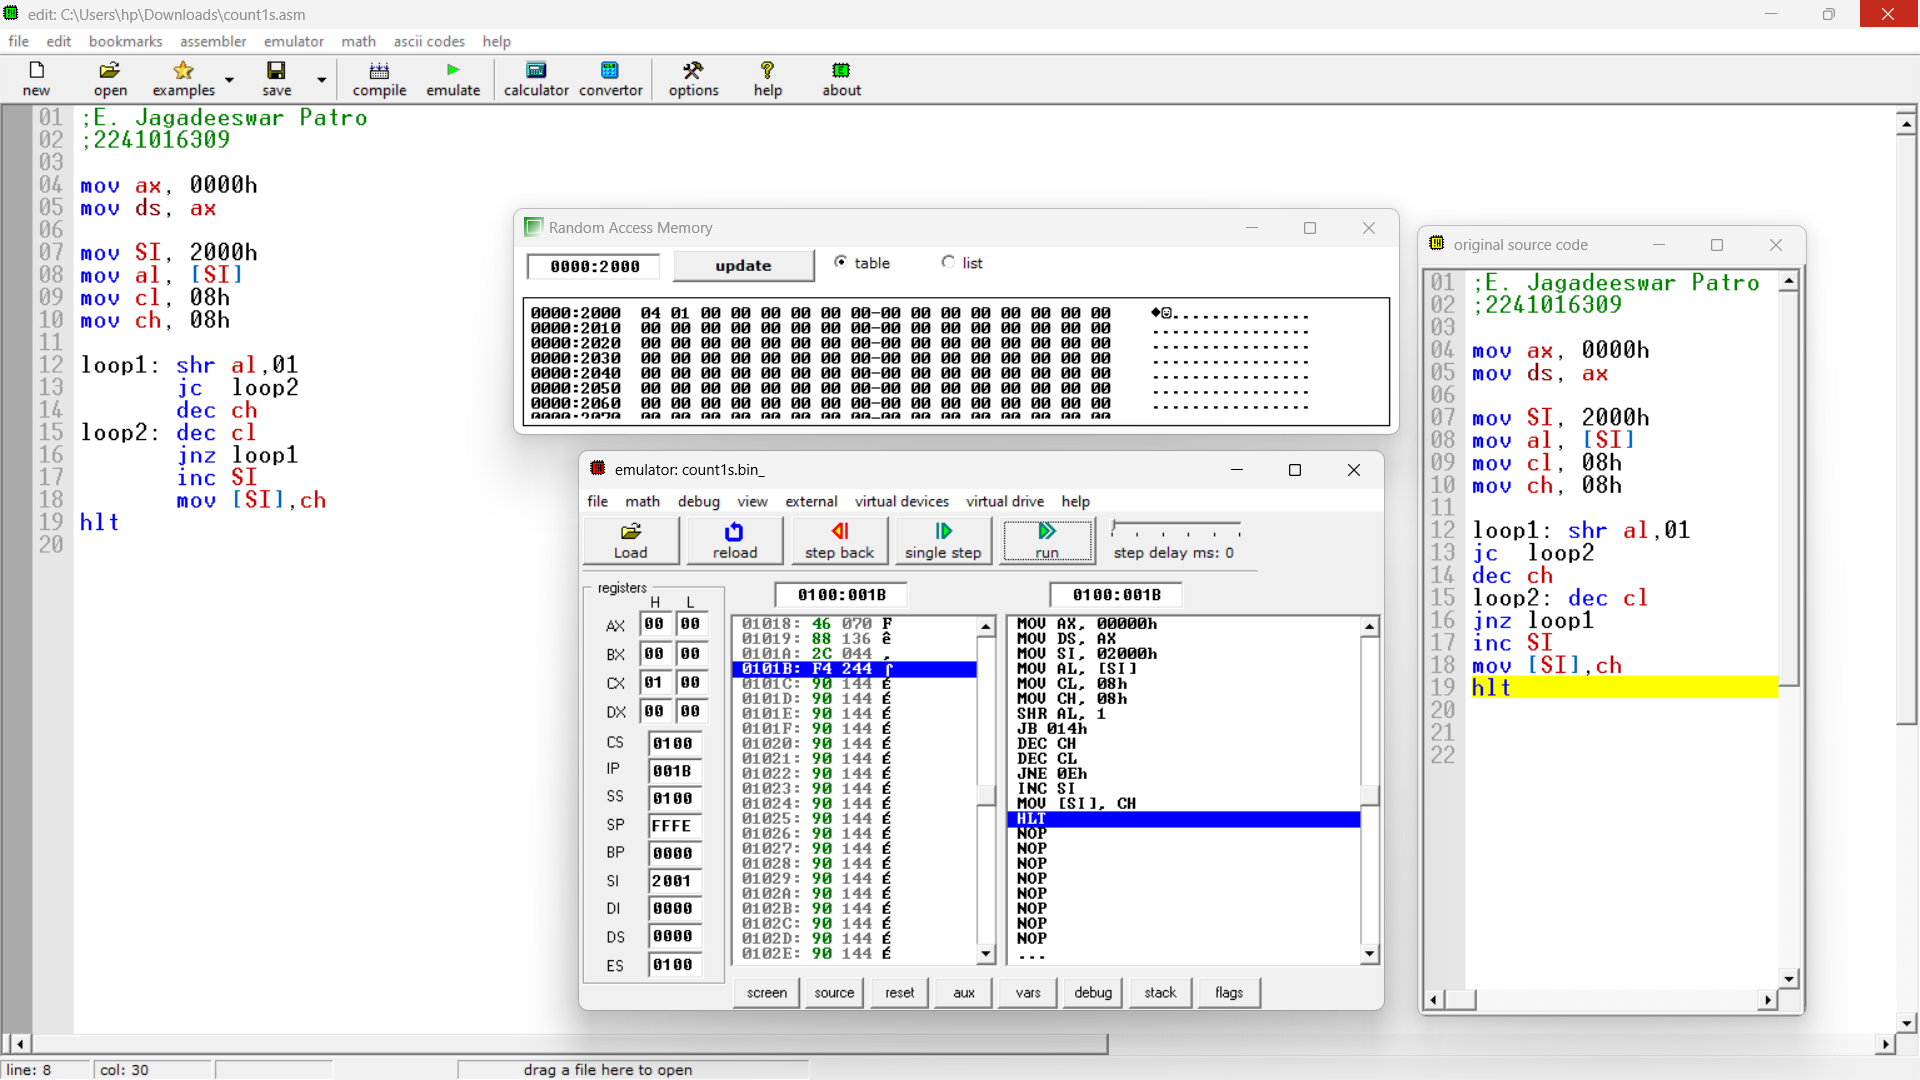 edit: C:\Users\hp\Downloads\count1s.asm
file edit bookmarks assembler emulator math ascii codes help
new open examples save compile emulate calculator convertor options help about
01 ;E. Jagadeeswar Patro
02 ;2241016309
03
04 mov ax, 0000h
05 mov ds, ax
06
07 mov SI, 2000h
08 mov al, [SI]
09 mov cl, 08h
10 mov ch, 08h
11
12 loop1: shr al,01
13 jc loop2
14 dec ch
15 loop2: dec cl
16 jnz loop1
17 inc SI
18 mov [SI],ch
19 hlt
20
Random Access Memory
0000:2000 update table list
0000:2000 04 01 00 00 00 00 00 00-00 00 00 00 00 00 00 00 ♦☺..............
0000:2010 00 00 00 00 00 00 00 00-00 00 00 00 00 00 00 00 ................
0000:2020 00 00 00 00 00 00 00 00-00 00 00 00 00 00 00 00 ................
0000:2030 00 00 00 00 00 00 00 00-00 00 00 00 00 00 00 00 ................
0000:2040 00 00 00 00 00 00 00 00-00 00 00 00 00 00 00 00 ................
0000:2050 00 00 00 00 00 00 00 00-00 00 00 00 00 00 00 00 ................
0000:2060 00 00 00 00 00 00 00 00-00 00 00 00 00 00 00 00 ................
0000:2070 00 00 00 00 00 00 00 00-00 00 00 00 00 00 00 00
emulator: count1s.bin_
file math debug view external virtual devices virtual drive help
Load reload step back single step run step delay ms: 0
registers
H L
AX 00 00
BX 00 00
CX 01 00
DX 00 00
CS 0100
IP 001B
SS 0100
SP FFFE
BP 0000
SI 2001
DI 0000
DS 0000
ES 0100
0100:001B
01018: 46 070 F
01019: 88 136 ê
0101A: 2C 044 ,
0101B: F4 244 ⌠
0101C: 90 144 É
0101D: 90 144 É
0101E: 90 144 É
0101F: 90 144 É
01020: 90 144 É
01021: 90 144 É
01022: 90 144 É
01023: 90 144 É
01024: 90 144 É
01025: 90 144 É
01026: 90 144 É
01027: 90 144 É
01028: 90 144 É
01029: 90 144 É
0102A: 90 144 É
0102B: 90 144 É
0102C: 90 144 É
0102D: 90 144 É
0102E: 90 144 É
0100:001B
MOV AX, 00000h
MOV DS, AX
MOV SI, 02000h
MOV AL, [SI]
MOV CL, 08h
MOV CH, 08h
SHR AL, 1
JB 014h
DEC CH
DEC CL
JNE 0Eh
INC SI
MOV [SI], CH
HLT
NOP
NOP
NOP
NOP
NOP
NOP
NOP
NOP
...
screen source reset aux vars debug stack flags
original source code
01 ;E. Jagadeeswar Patro
02 ;2241016309
03
04 mov ax, 0000h
05 mov ds, ax
06
07 mov SI, 2000h
08 mov al, [SI]
09 mov cl, 08h
10 mov ch, 08h
11
12 loop1: shr al,01
13 jc loop2
14 dec ch
15 loop2: dec cl
16 jnz loop1
17 inc SI
18 mov [SI],ch
19 hlt
20
21
22
line: 8 col: 30 drag a file here to open